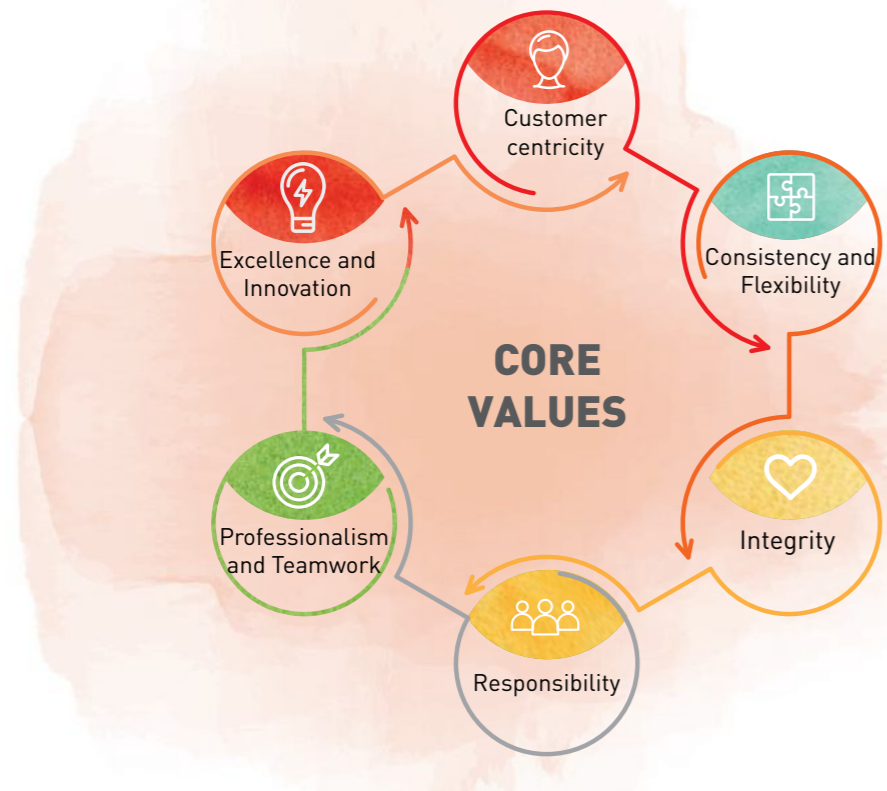 Customer
centricity
Consistency and
Flexibility
Integrity
Responsibility
Professionalism
and Teamwork
Excellence and
Innovation
CORE
VALUES